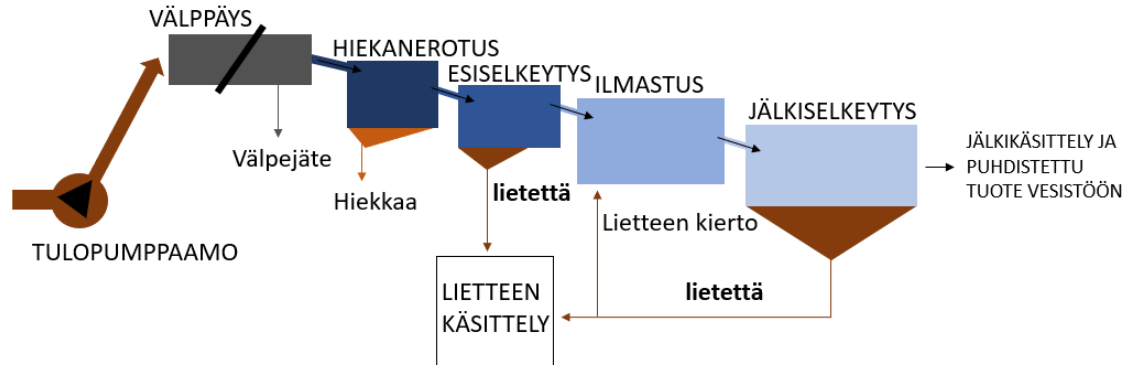 VÄLPPÄYS
HIEKANEROTUS
ESISELKEYTYS
ILMASTUS
JÄLKISELKEYTYS
JÄLKIKÄSITTELY JA
PUHDISTETTU
TUOTE VESISTÖÖN
Välpejäte
Hiekkaa
lietettä
Lietteen kierto
TULOPUMPPAAMO
LIETTEEN
KÄSITTELY
lietettä